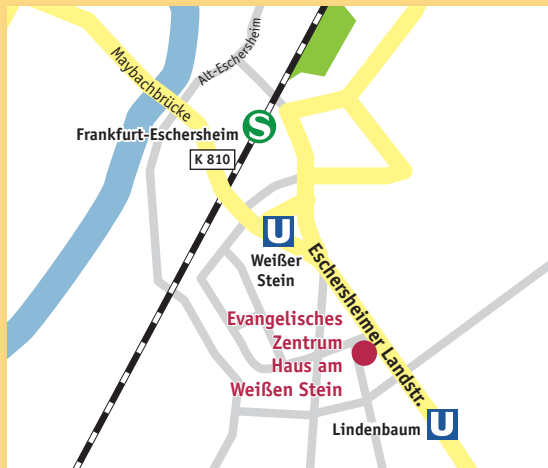 Alt-Eschersheim
Maybachbrücke
Frankfurt-Eschersheim
S
K 810
U
Weißer
Stein
Eschersheimer Landstr.
Evangelisches
Zentrum
Haus am
Weißen Stein
Lindenbaum
U